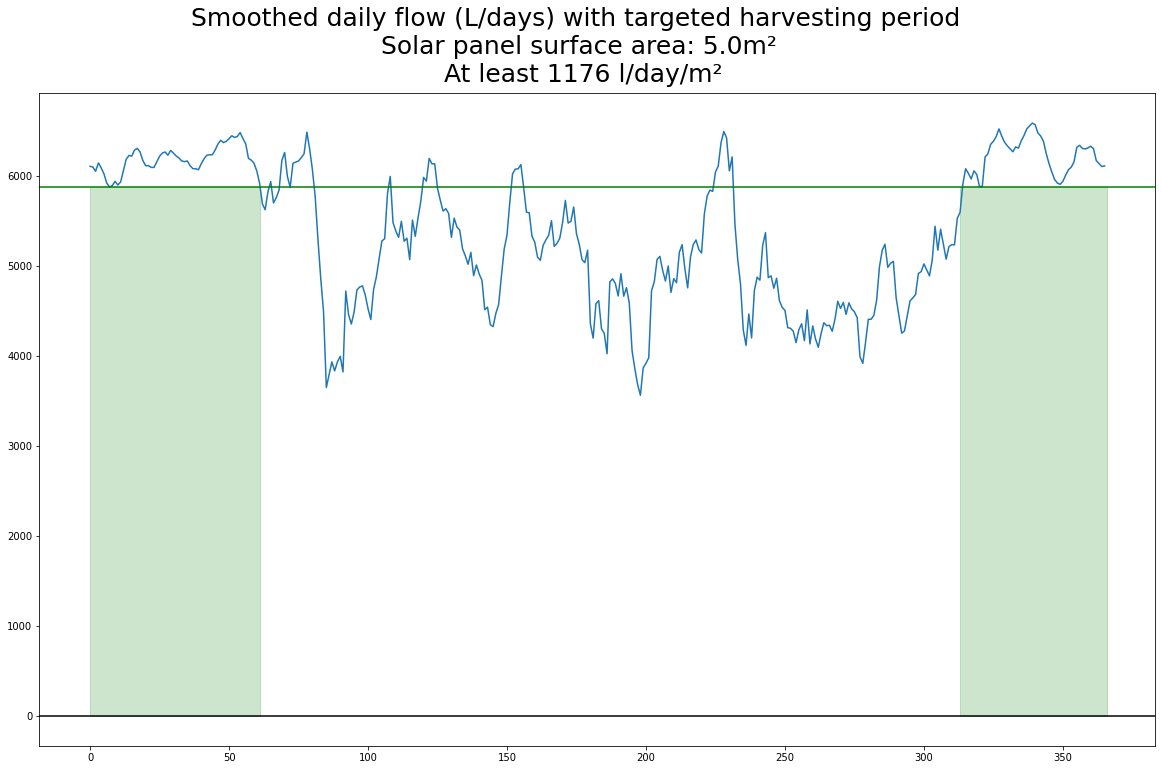 Smoothed daily flow (L/days) with targeted harvesting period
Solar panel surface area: 5.0m²
At least 1176 l/day/m²
6000
5000
4000
3000
2000
1000
0
0 50 100 150 200 250 300 350